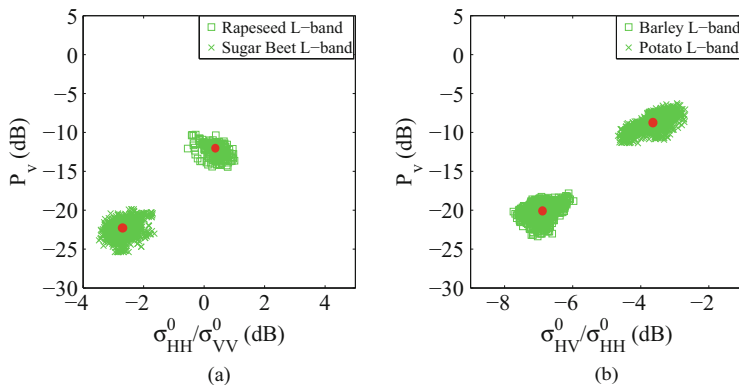 5
0
−5
−10
−15
−20
−25
−30
P_v (dB)
−4 −2 0 2 4
σ⁰_HH/σ⁰_VV (dB)
Rapeseed L−band
Sugar Beet L−band
(a)
5
0
−5
−10
−15
−20
−25
−30
P_v (dB)
−8 −6 −4 −2
σ⁰_HV/σ⁰_HH (dB)
Barley L−band
Potato L−band
(b)